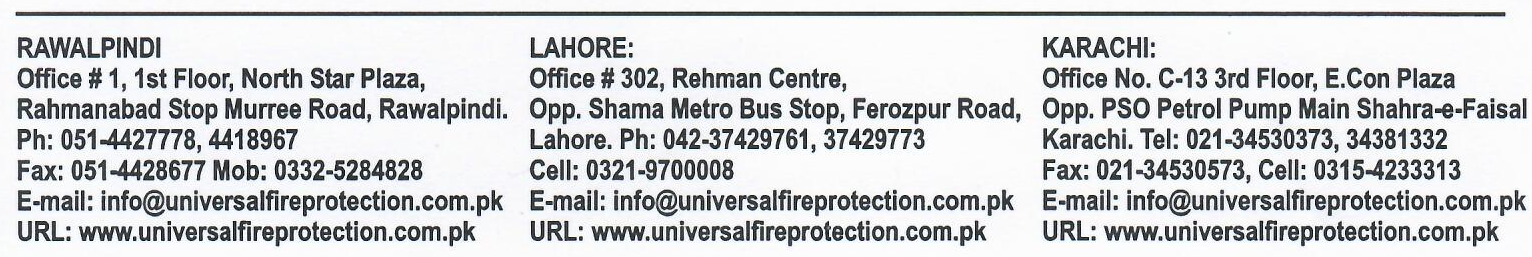 RAWALPINDI
Office # 1, 1st Floor, North Star Plaza,
Rahmanabad Stop Murree Road, Rawalpindi.
Ph: 051-4427778, 4418967
Fax: 051-4428677 Mob: 0332-5284828
E-mail: info@universalfireprotection.com.pk
URL: www.universalfireprotection.com.pk
LAHORE:
Office # 302, Rehman Centre,
Opp. Shama Metro Bus Stop, Ferozpur Road,
Lahore. Ph: 042-37429761, 37429773
Cell: 0321-9700008
E-mail: info@universalfireprotection.com.pk
URL: www.universalfireprotection.com.pk
KARACHI:
Office No. C-13 3rd Floor, E.Con Plaza
Opp. PSO Petrol Pump Main Shahra-e-Faisal
Karachi. Tel: 021-34530373, 34381332
Fax: 021-34530573, Cell: 0315-4233313
E-mail: info@universalfireprotection.com.pk
URL: www.universalfireprotection.com.pk